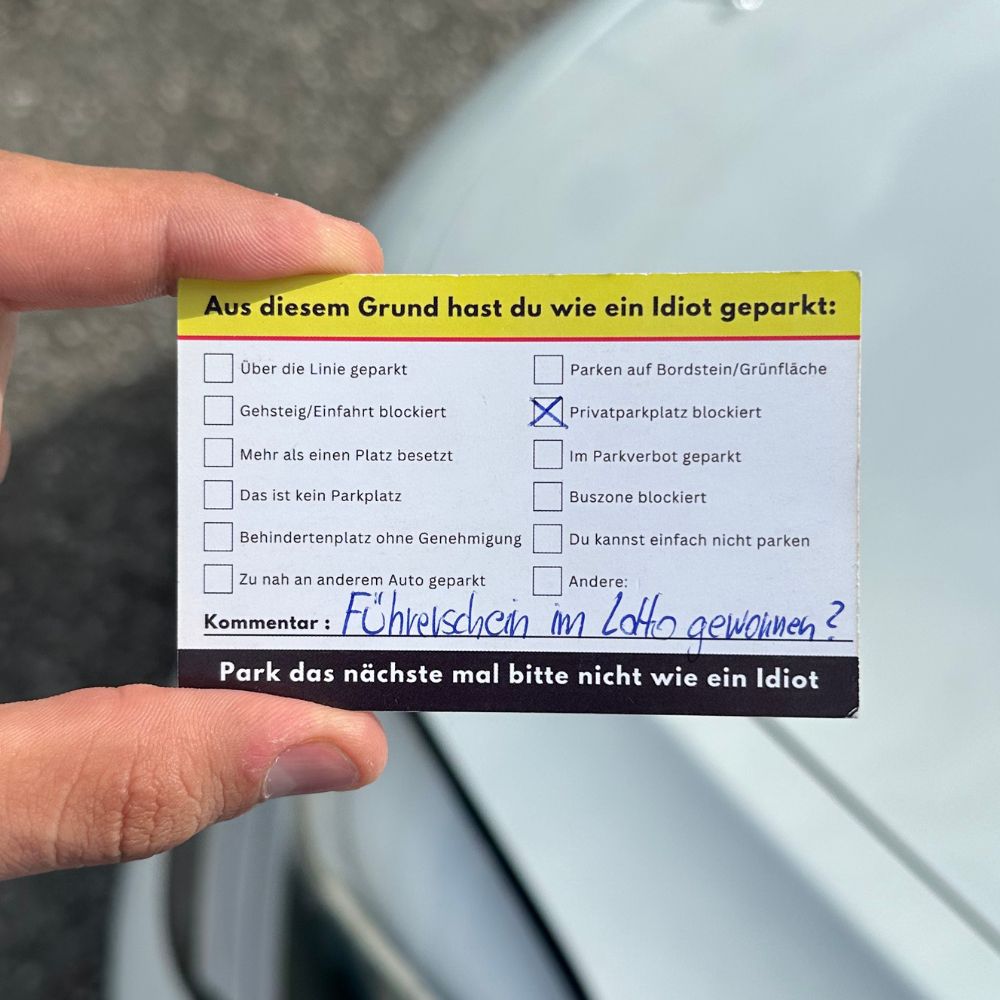 Aus diesem Grund hast du wie ein Idiot geparkt:
Über die Linie geparkt
Gehsteig/Einfahrt blockiert
Mehr als einen Platz besetzt
Das ist kein Parkplatz
Behindertenplatz ohne Genehmigung
Zu nah an anderem Auto geparkt
Parken auf Bordstein/Grünfläche
Privatparkplatz blockiert
Im Parkverbot geparkt
Buszone blockiert
Du kannst einfach nicht parken
Andere:
Kommentar : Führerschein im Lotto gewonnen?
Park das nächste mal bitte nicht wie ein Idiot